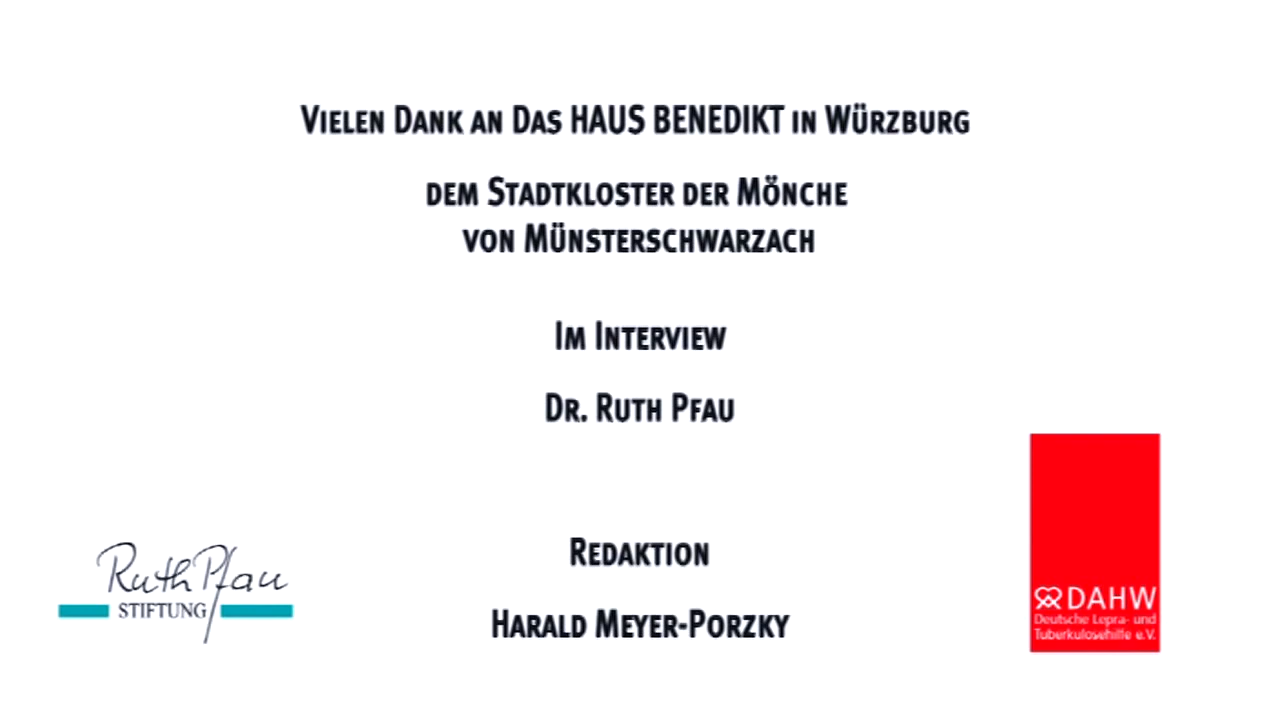 Vielen Dank an Das HAUS BENEDIKT in Würzburg
dem Stadtkloster der Mönche
von Münsterschwarzach
Im Interview
Dr. Ruth Pfau
Redaktion
Harald Meyer-Porzky
Ruth Pfau
STIFTUNG
DAHW
Deutsche Lepra- und
Tuberkulosehilfe e.V.